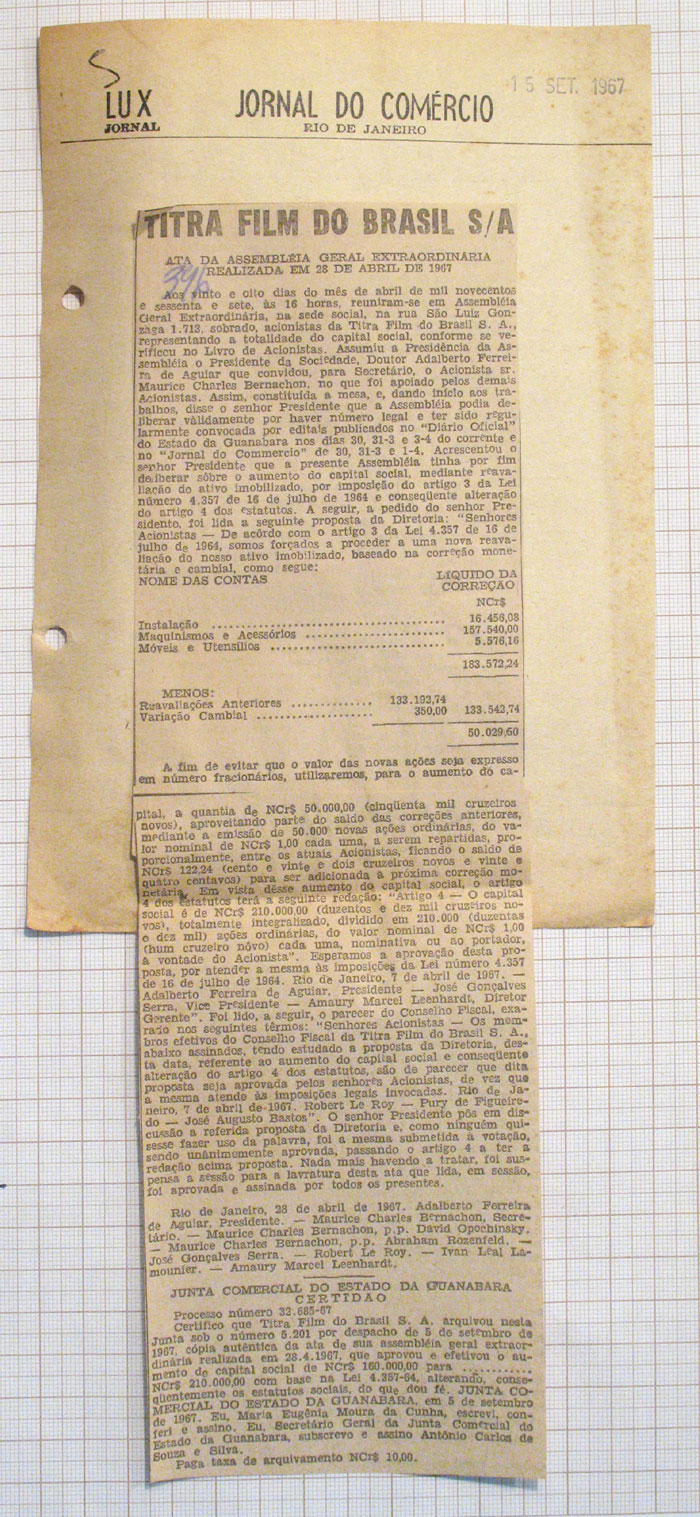 LUX
JORNAL
JORNAL DO COMÉRCIO
RIO DE JANEIRO
15 SET. 1967
TITRA FILM DO BRASIL S/A
ATA DA ASSEMBLÉIA GERAL EXTRAORDINÁRIA
REALIZADA EM 28 DE ABRIL DE 1967
Aos vinto e oito dias do mês de abril de mil novecentos
e sessenta e sete, às 16 horas, reuniram-se em Assembléia
Geral Extraordinária, na sede social, na rua São Luiz Gon-
zaga 1.713, sobrado, acionistas da Titra Film do Brasil S. A.,
representando a totalidade do capital social, conforme se ve-
rificou no Livro de Acionistas. Assumiu a Presidência da As-
sembléia o Presidente da Sociedade, Doutor Adalberto Ferrei-
ra de Aguiar que convidou, para Secretário, o Acionista sr.
Maurice Charles Bernachon, no que foi apoiado pelos demais
Acionistas. Assim, constituída a mesa, e, dando início aos tra-
balhos, disse o senhor Presidente que a Assembléia podia de-
liberar vàlidamente por haver número legal e ter sido regu-
larmente convocada por editais publicados no "Diário Oficial"
do Estado da Guanabara nos dias 30, 31-3 e 3-4 do corrente e
no "Jornal do Commercio" de 30, 31-3 e 1-4. Acrescentou o
senhor Presidente que a presente Assembléia tinha por fim
deliberar sôbre o aumento do capital social, mediante reava-
liação do ativo imobilizado, por imposição do artigo 3 da Lei
número 4.357 de 16 de julho de 1964 e conseqüente alteração
do artigo 4 dos estatutos. A seguir, a pedido do senhor Pre-
sidento, foi lida a seguinte proposta da Diretoria: "Senhores
Acionistas — De acôrdo com o artigo 3 da Lei 4.357 de 16 de
julho de 1964, somos forçados a proceder a uma nova reava-
liação do nosso ativo imobilizado, baseado na correção mone-
tária e cambial, como segue:
NOME DAS CONTAS LÍQUIDO DA
CORREÇÃO
NCr$
Instalação ........ 16.456,08
Maquinismos e Acessórios ........ 157.540,00
Móveis e Utensílios ........ 5.576,16
183.572,24
MENOS:
Reavaliações Anteriores ........ 133.192,74
Variação Cambial ........ 350,00 133.542,74
50.029,60
A fim de evitar que o valor das novas ações seja expresso
em número fracionários, utilizaremos, para o aumento do ca-
pital, a quantia de NCr$ 50.000,00 (cinqüenta mil cruzeiros
novos), aproveitando parte do saldo das correções anteriores,
mediante a emissão de 50.000 novas ações ordinárias, do va-
lor nominal de NCr$ 1,00 cada uma, a serem repartidas, pro-
porcionalmente, entre os atuais Acionistas, ficando o saldo de
NCr$ 122,24 (cento e vinte e dois cruzeiros novos e vinte e
quatro centavos) para ser adicionada à próxima correção mo-
netária. Em vista dêsse aumento do capital social, o artigo
4 dos estatutos terá a seguinte redação: "Artigo 4 — O capital
social é de NCr$ 210.000,00 (duzentos e dez mil cruzeiros no-
vos), totalmente integralizado, dividido em 210.000 (duzentas
e dez mil) ações ordinárias, do valor nominal de NCr$ 1,00
(hum cruzeiro nôvo) cada uma, nominativa ou ao portador,
à vontade do Acionista". Esperamos a aprovação desta pro-
posta, por atender a mesma às imposições da Lei número 4.357
de 16 de julho de 1964. Rio de Janeiro, 7 de abril de 1967. —
Adalberto Ferreira de Aguiar, Presidente — José Gonçalves
Serra, Vice Presidente — Amaury Marcel Leenhardt, Diretor
Gerente". Foi lido, a seguir, o parecer do Conselho Fiscal, exa-
rado nos seguintes têrmos: "Senhores Acionistas — Os mem-
bros efetivos do Conselho Fiscal da Titra Film do Brasil S. A.,
abaixo assinados, tendo estudado a proposta da Diretoria, des-
ta data, referente ao aumento do capital social e conseqüente
alteração do artigo 4 dos estatutos, são de parecer que dita
proposta seja aprovada pelos senhores Acionistas, de vez que
a mesma atende às imposições legais invocadas. Rio de Ja-
neiro, 7 de abril de 1967. Robert Le Roy — Pury de Figueire-
do — José Augusto Bastos". O senhor Presidente pôs em dis-
cussão a referida proposta da Diretoria e, como ninguém qui-
sesse fazer uso da palavra, foi a mesma submetida à votação,
sendo unânimemente aprovada, passando o artigo 4 a ter a
redação acima proposta. Nada mais havendo a tratar, foi sus-
pensa a sessão para a lavratura desta ata que lida, em sessão,
foi aprovada e assinada por todos os presentes.
Rio de Janeiro, 28 de abril de 1967. Adalberto Ferreira
de Aguiar, Presidente. — Maurice Charles Bernachon, Secre-
tário. — Maurice Charles Bernachon, p.p. David Opochinsky.
— Maurice Charles Bernachon, p.p. Abraham Rozenfeld. —
José Gonçalves Serra. — Robert Le Roy. — Ivan Leal La-
mounier. — Amaury Marcel Leenhardt.
JUNTA COMERCIAL DO ESTADO DA GUANABARA
CERTIDAO
Processo número 32.685-67
Certifico que Titra Film do Brasil S. A. arquivou nesta
Junta sob o número 5.201 por despacho de 5 de setembro de
1967, cópia autêntica da ata de sua assembléia geral extraor-
dinária realizada em 28.4.1967, que aprovou e efetivou o au-
mento de capital social de NCr$ 160.000,00 para ........
NCr$ 210.000,00 com base na Lei 4.357-64, alterando, conse-
qüentemente os estatutos sociais, do que dou fé. JUNTA CO-
MERCIAL DO ESTADO DA GUANABARA, em 5 de setembro
de 1967. Eu, Maria Eugênia Moura da Cunha, escrevi, con-
feri e assino. Eu, Secretário Geral da Junta Comercial do
Estado da Guanabara, subscrevo e assino Antônio Carlos de
Souza e Silva.
Paga taxa de arquivamento NCr$ 10,00.